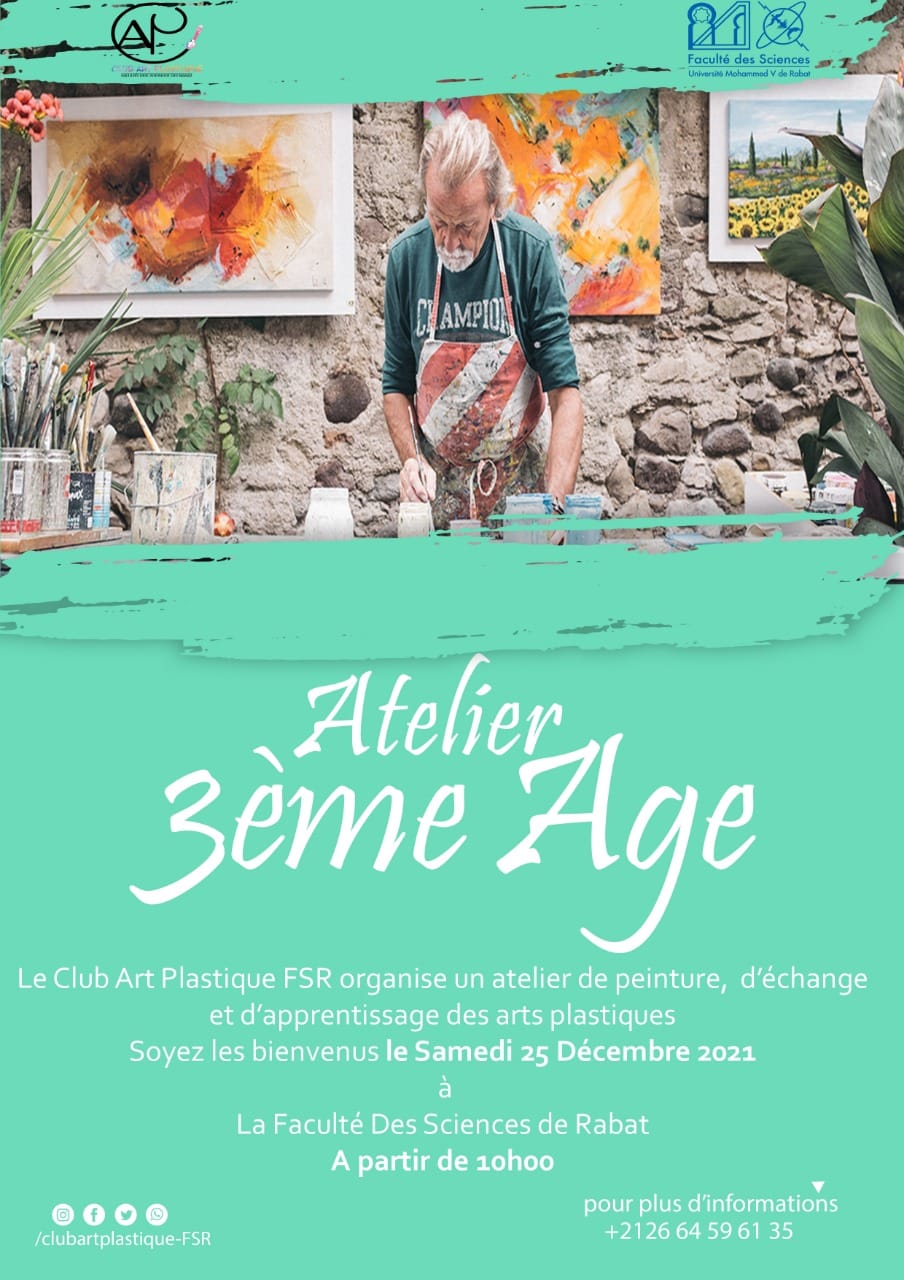 Faculté des Sciences
Université Mohammed V de Rabat
CHAMPION
Atelier
3ème Age
Le Club Art Plastique FSR organise un atelier de peinture, d'échange
et d'apprentissage des arts plastiques
Soyez les bienvenus le Samedi 25 Décembre 2021
à
La Faculté Des Sciences de Rabat
A partir de 10h00
pour plus d'informations
+2126 64 59 61 35
/clubartplastique-FSR